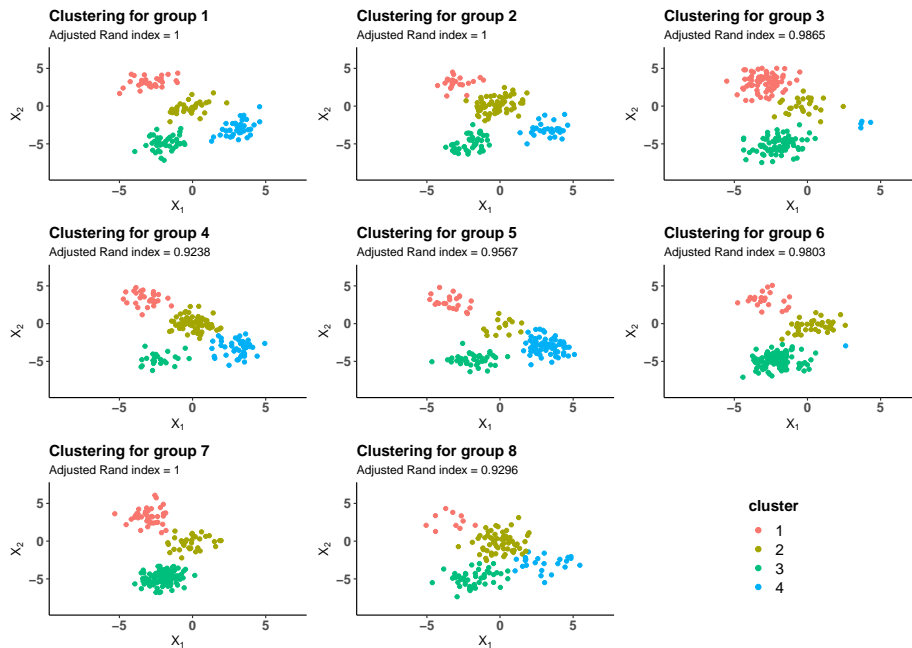 Clustering for group 1
Adjusted Rand index = 1
5
0
−5
X2
−5 0 5
X1
Clustering for group 2
Adjusted Rand index = 1
5
0
−5
X2
−5 0 5
X1
Clustering for group 3
Adjusted Rand index = 0.9865
5
0
−5
X2
−5 0 5
X1
Clustering for group 4
Adjusted Rand index = 0.9238
5
0
−5
X2
−5 0 5
X1
Clustering for group 5
Adjusted Rand index = 0.9567
5
0
−5
X2
−5 0 5
X1
Clustering for group 6
Adjusted Rand index = 0.9803
5
0
−5
X2
−5 0 5
X1
Clustering for group 7
Adjusted Rand index = 1
5
0
−5
X2
−5 0 5
X1
Clustering for group 8
Adjusted Rand index = 0.9296
5
0
−5
X2
−5 0 5
X1
cluster
1
2
3
4